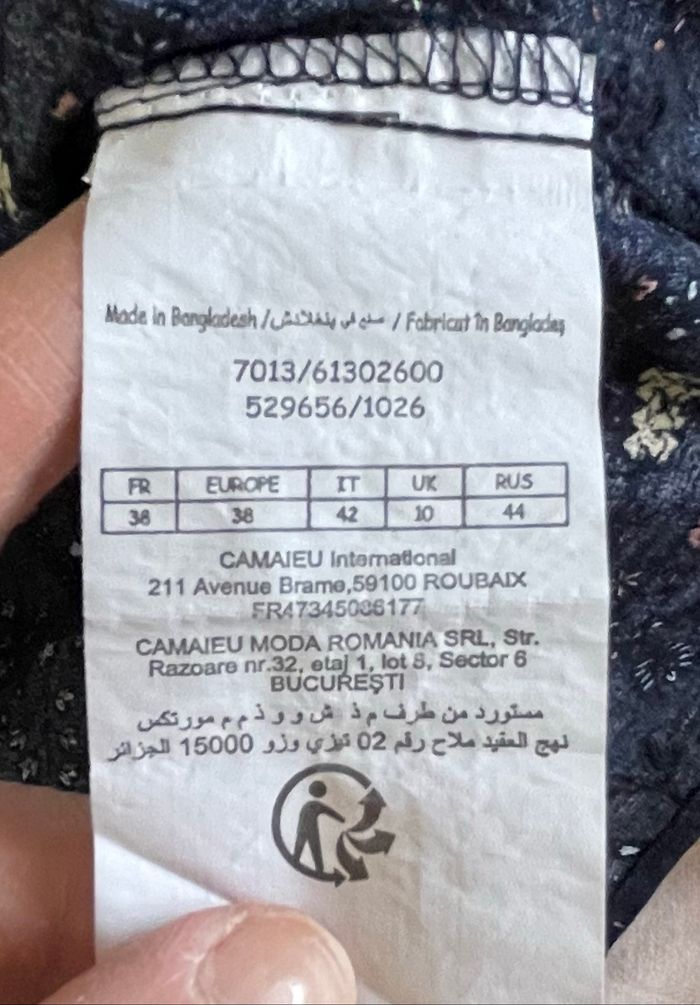 Made in Bangladesh / صنع في بنغلادش / Fabricat în Bangladeş
7013/61302600
529656/1026
FR EUROPE IT UK RUS
38 38 42 10 44
CAMAIEU International
211 Avenue Brame,59100 ROUBAIX
FR47345086177
CAMAIEU MODA ROMANIA SRL, Str.
Razoare nr.32, etaj 1, lot 8, Sector 6
BUCUREŞTI
مستورد من طرف م ذ ش و و ذ م م مورتكس
نهج العقيد ملاح رقم 02 تيزي وزو 15000 الجزائر